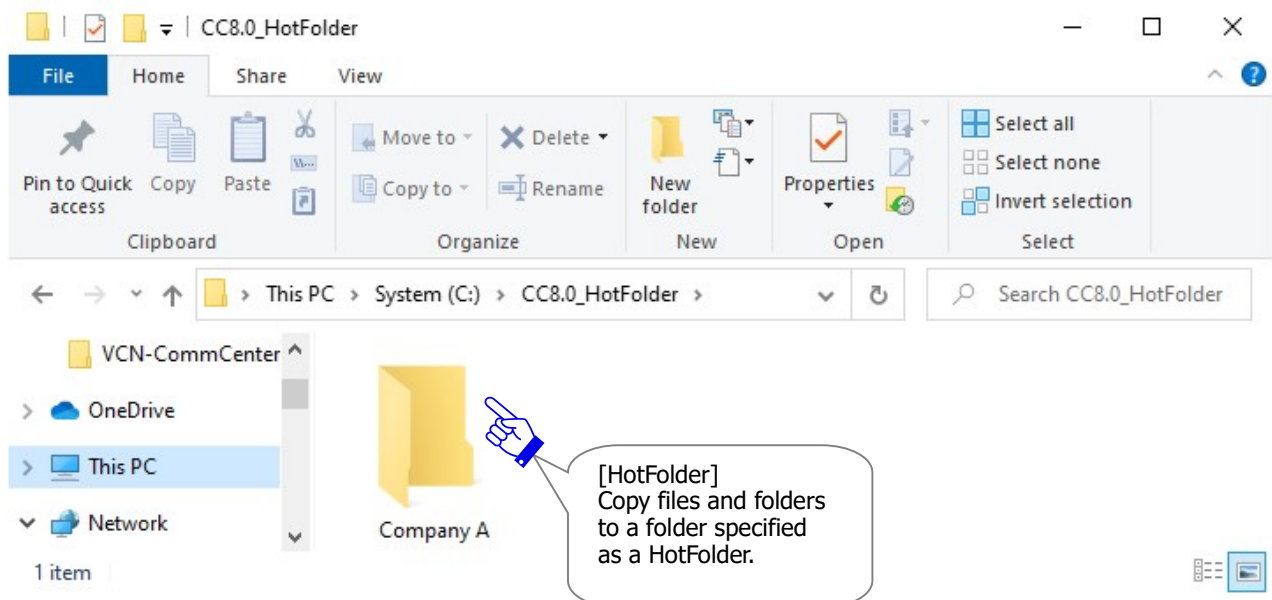 CC8.0_HotFolder
File Home Share View
Pin to Quick access
Copy
Paste
Move to
Copy to
Delete
Rename
New folder
Properties
Select all
Select none
Invert selection
Clipboard Organize New Open Select
This PC > System (C:) > CC8.0_HotFolder >
Search CC8.0_HotFolder
VCN-CommCenter
OneDrive
This PC
Network
Company A
[HotFolder]
Copy files and folders
to a folder specified
as a HotFolder.
1 item